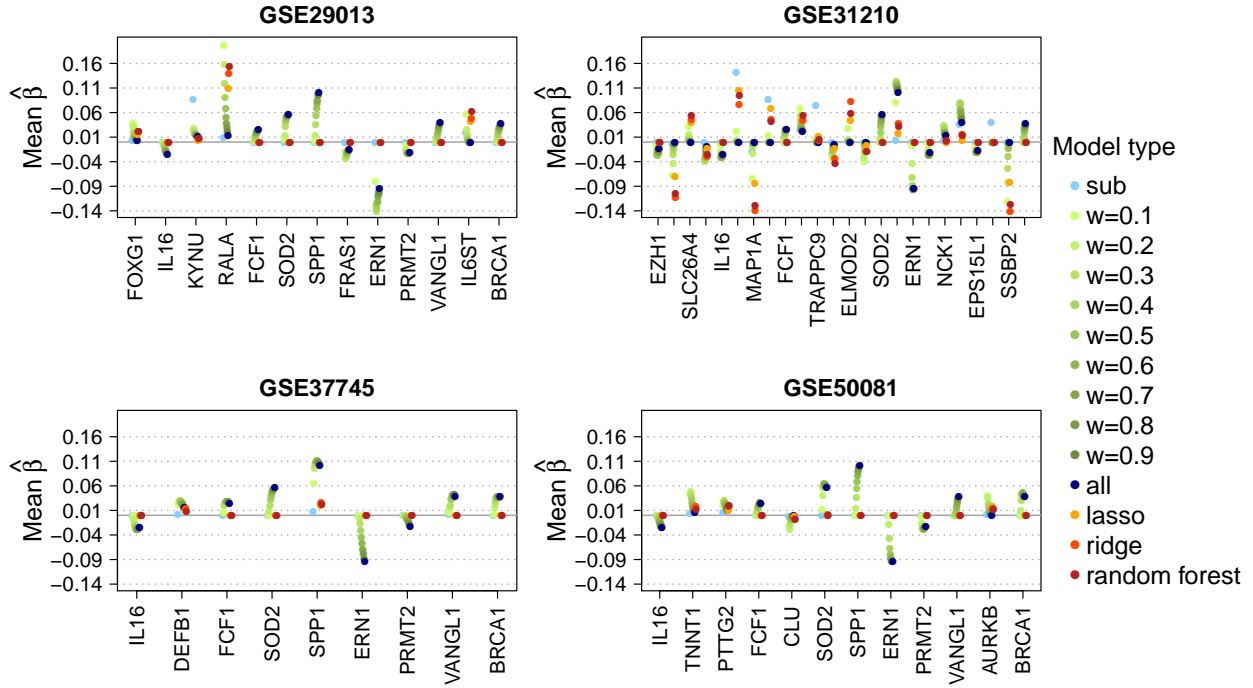 GSE29013
Mean β̂
0.16
0.11
0.06
0.01
−0.04
−0.09
−0.14
FOXG1
IL16
KYNU
RALA
FCF1
SOD2
SPP1
FRAS1
ERN1
PRMT2
VANGL1
IL6ST
BRCA1
GSE31210
Mean β̂
0.16
0.11
0.06
0.01
−0.04
−0.09
−0.14
EZH1
SLC26A4
IL16
MAP1A
FCF1
TRAPPC9
ELMOD2
SOD2
ERN1
NCK1
EPS15L1
SSBP2
GSE37745
Mean β̂
0.16
0.11
0.06
0.01
−0.04
−0.09
−0.14
IL16
DEFB1
FCF1
SOD2
SPP1
ERN1
PRMT2
VANGL1
BRCA1
GSE50081
Mean β̂
0.16
0.11
0.06
0.01
−0.04
−0.09
−0.14
IL16
TNNT1
PTTG2
FCF1
CLU
SOD2
SPP1
ERN1
PRMT2
VANGL1
AURKB
BRCA1
Model type
sub
w=0.1
w=0.2
w=0.3
w=0.4
w=0.5
w=0.6
w=0.7
w=0.8
w=0.9
all
lasso
ridge
random forest